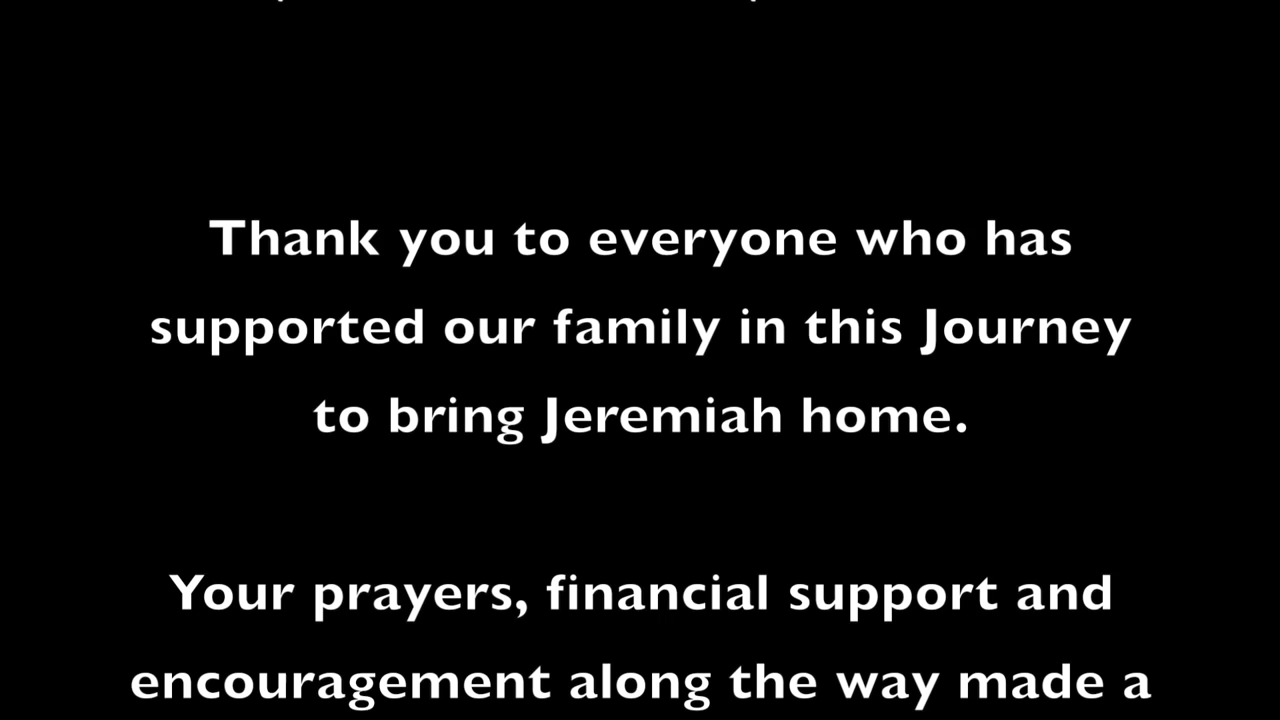 Thank you to everyone who has
supported our family in this Journey
to bring Jeremiah home.
Your prayers, financial support and
encouragement along the way made a